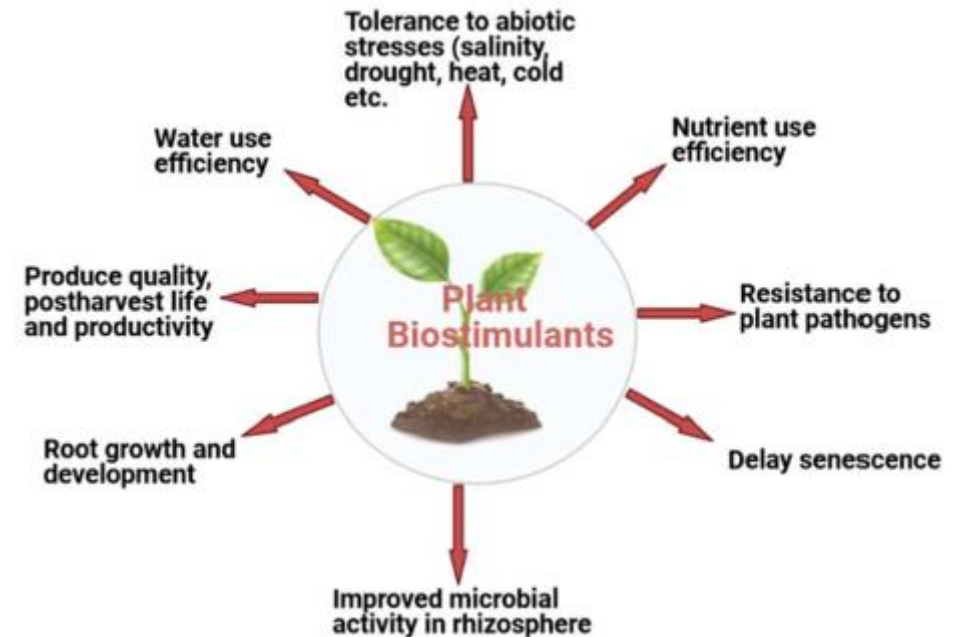 Tolerance to abiotic
stresses (salinity,
drought, heat, cold
etc.
Water use
efficiency
Nutrient use
efficiency
Produce quality,
postharvest life
and productivity
Plant
Biostimulants
Resistance to
plant pathogens
Root growth and
development
Delay senescence
Improved microbial
activity in rhizosphere